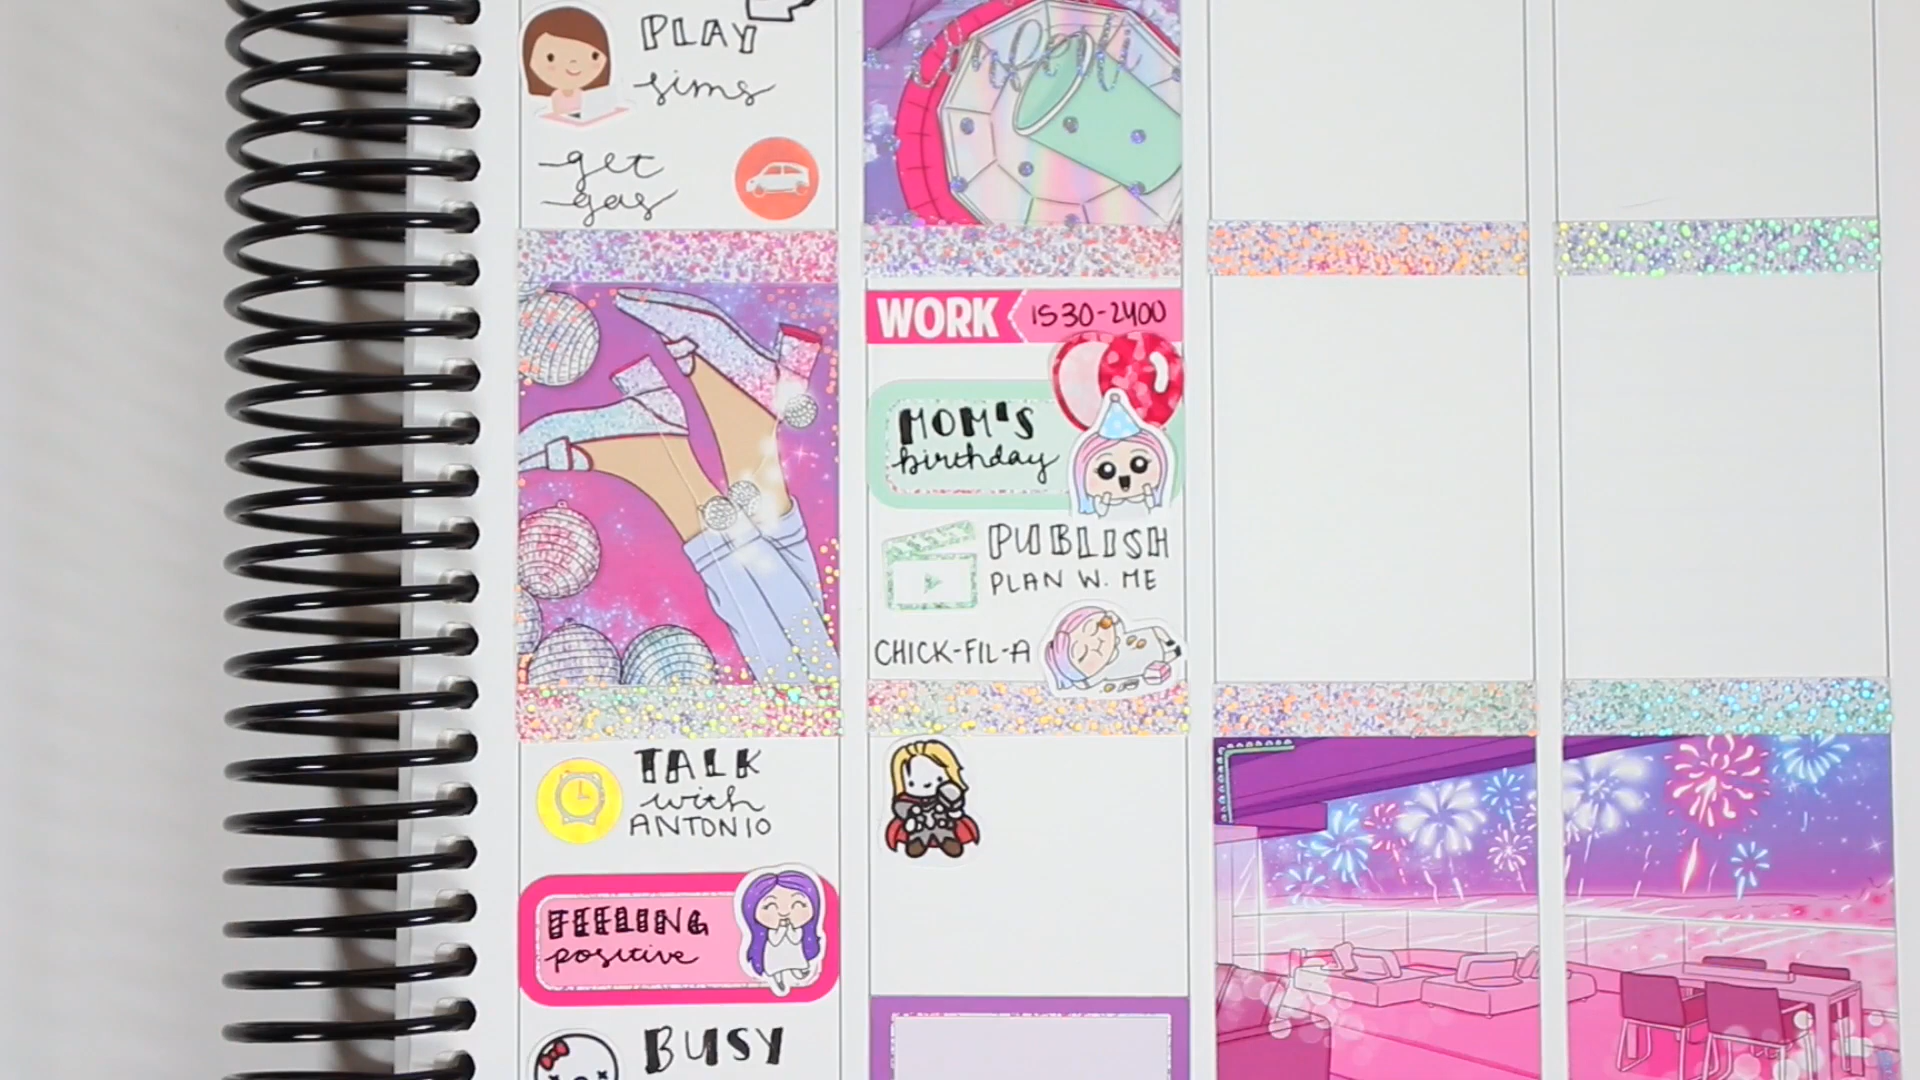 PLAY
sims
get
gas
TALK
with
ANTONIO
FEELING
positive
BUSY
WORK 1530-2400
MOM'S
birthday
PUBLISH
PLAN W. ME
CHICK-FIL-A